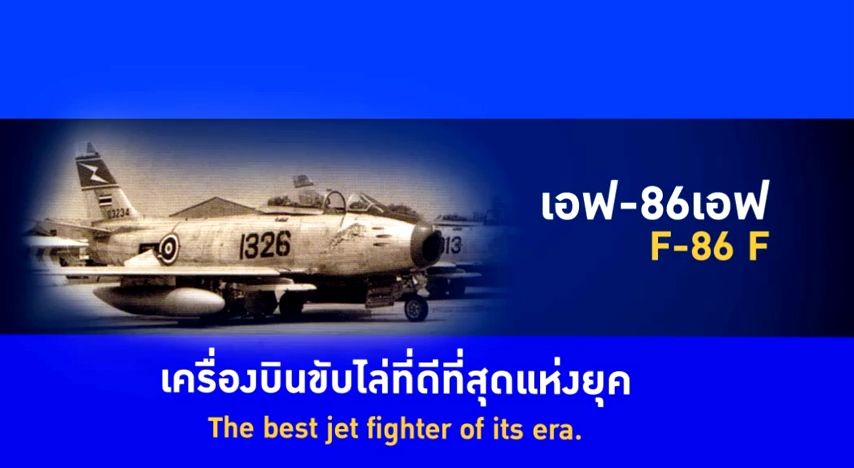 เอฟ-86เอฟ
F-86 F
1326
13
เครื่องบินขับไล่ที่ดีที่สุดแห่งยุค
The best jet fighter of its era.